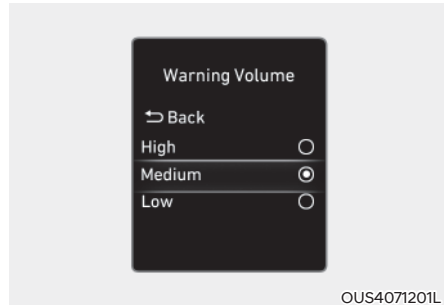 Warning Volume
Back
High
Medium
Low
OUS4071201L